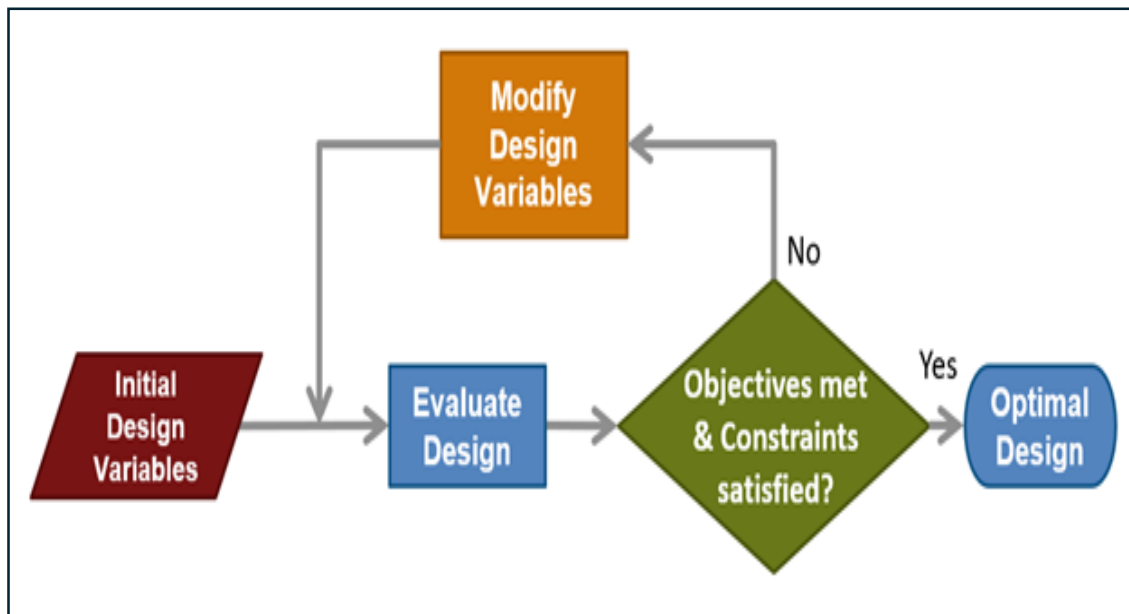 Modify
Design
Variables
No
Initial
Design
Variables
Evaluate
Design
Objectives met
& Constraints
satisfied?
Yes
Optimal
Design